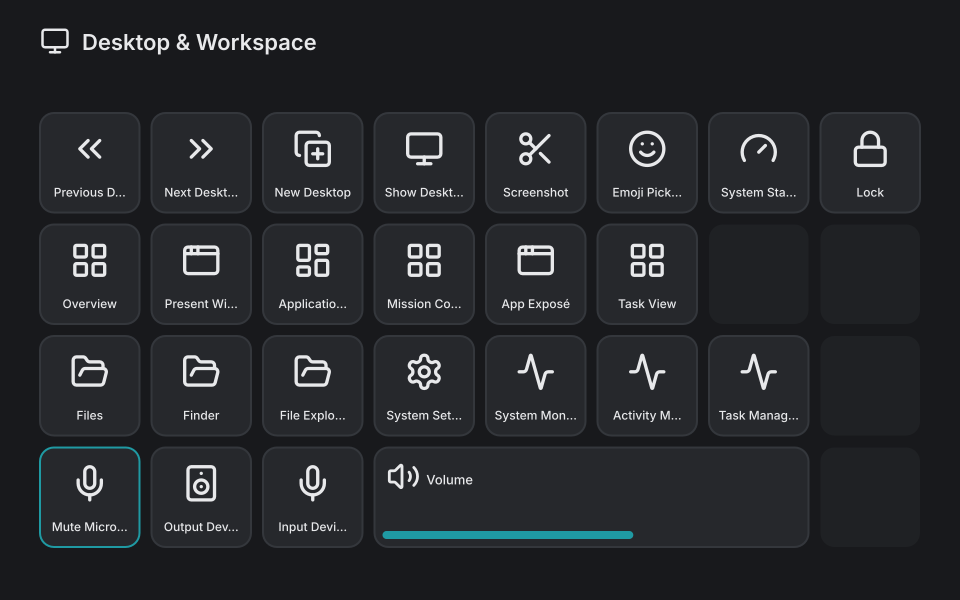 Desktop & Workspace
Previous D...
Next Deskt...
New Desktop
Show Deskt...
Screenshot
Emoji Pick...
System Sta...
Lock
Overview
Present Wi...
Applicatio...
Mission Co...
App Exposé
Task View
Files
Finder
File Explo...
System Set...
System Mon...
Activity M...
Task Manag...
Mute Micro...
Output Dev...
Input Devi...
Volume